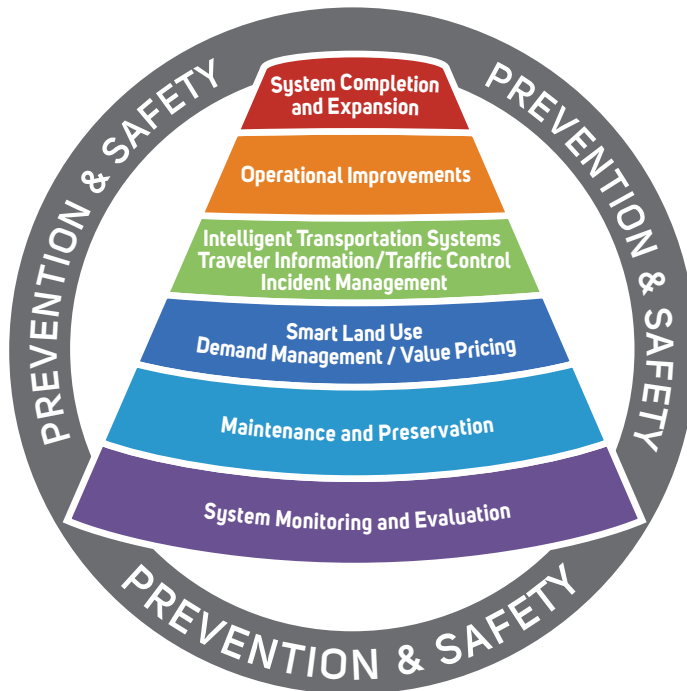 PREVENTION & SAFETY
PREVENTION & SAFETY
System Completion
and Expansion
Operational Improvements
Intelligent Transportation Systems
Traveler Information/Traffic Control
Incident Management
Smart Land Use
Demand Management / Value Pricing
Maintenance and Preservation
System Monitoring and Evaluation
PREVENTION & SAFETY